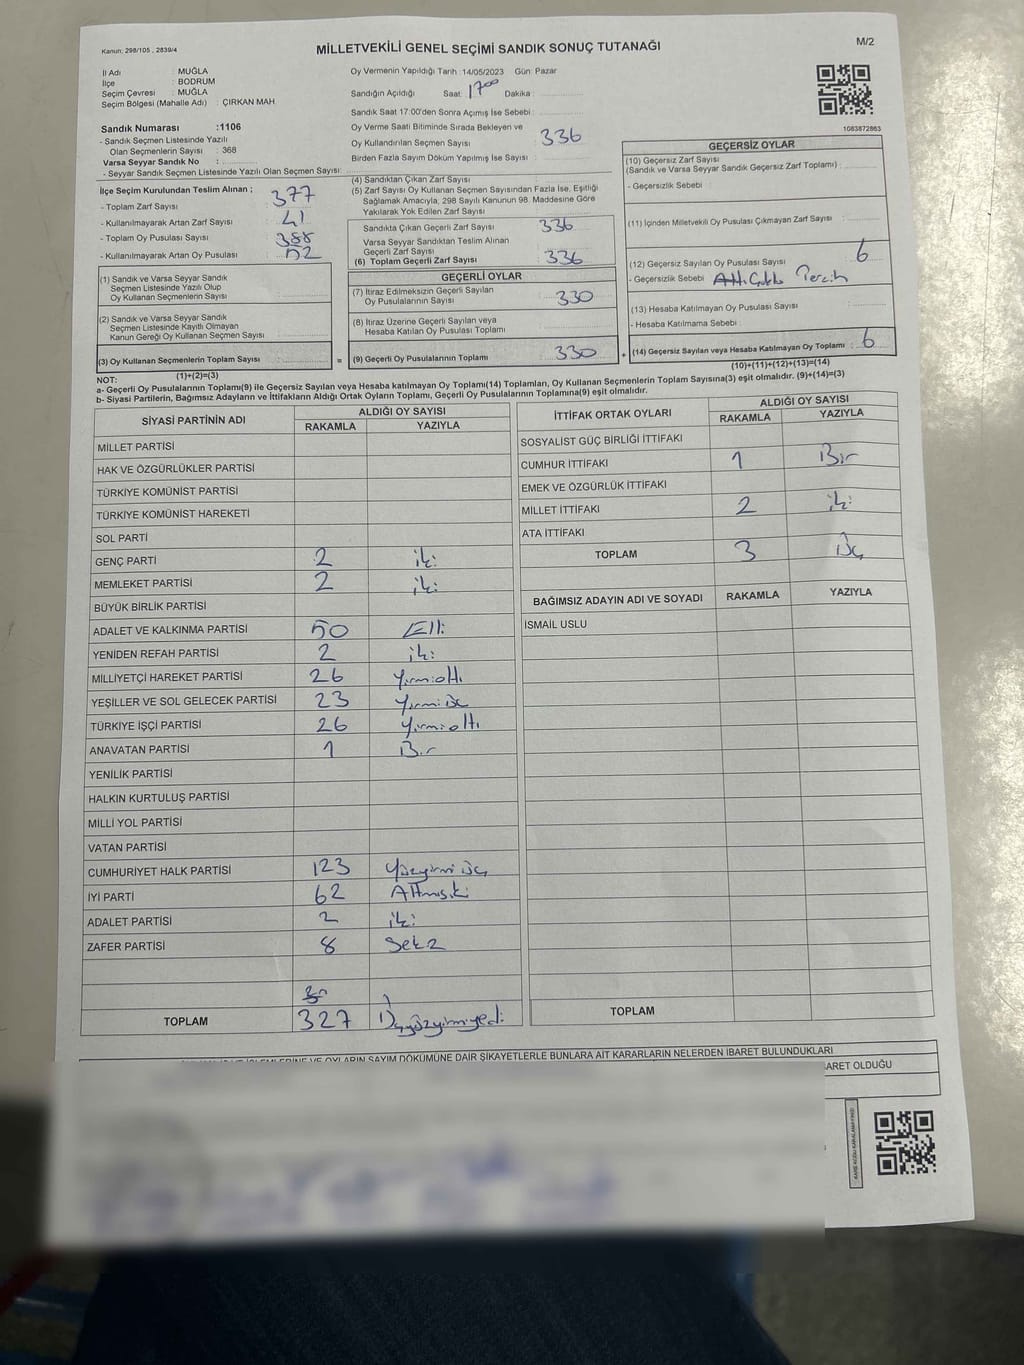 Kanun: 298/105 , 2839/4
MİLLETVEKİLİ GENEL SEÇİMİ SANDIK SONUÇ TUTANAĞI
M/2
İl Adı : MUĞLA
İlçe : BODRUM
Seçim Çevresi : MUĞLA
Seçim Bölgesi (Mahalle Adı) : ÇIRKAN MAH.
Sandık Numarası :1106
- Sandık Seçmen Listesinde Yazılı
Olan Seçmenlerin Sayısı : 368
Varsa Seyyar Sandık No :
- Seyyar Sandık Seçmen Listesinde Yazılı Olan Seçmen Sayısı:
Oy Vermenin Yapıldığı Tarih :14/05/2023 Gün: Pazar
Sandığın Açıldığı Saat: 17⁰⁰ Dakika :
Sandık Saat 17:00'den Sonra Açımış İse Sebebi :
Oy Verme Saati Bitiminde Sırada Bekleyen ve
Oy Kullandırılan Seçmen Sayısı : 336
Birden Fazla Sayım Döküm Yapılmış İse Sayısı :
1083872863
İlçe Seçim Kurulundan Teslim Alınan ;
- Toplam Zarf Sayısı : 377
- Kullanılmayarak Artan Zarf Sayısı : 41
- Toplam Oy Pusulası Sayısı : 388
- Kullanılmayarak Artan Oy Pusulası : 52
(1) Sandık ve Varsa Seyyar Sandık
Seçmen Listesinde Yazılı Olup
Oy Kullanan Seçmenlerin Sayısı :
(2) Sandık ve Varsa Seyyar Sandık
Seçmen Listesinde Kayıtlı Olmayan
Kanun Gereği Oy Kullanan Seçmen Sayısı :
(3) Oy Kullanan Seçmenlerin Toplam Sayısı :
(1)+(2)=(3)
(4) Sandıktan Çıkan Zarf Sayısı :
(5) Zarf Sayısı Oy Kullanan Seçmen Sayısından Fazla İse, Eşitliği
Sağlamak Amacıyla, 298 Sayılı Kanunun 98. Maddesine Göre
Yakılarak Yok Edilen Zarf Sayısı :
Sandıkta Çıkan Geçerli Zarf Sayısı : 336
Varsa Seyyar Sandıktan Teslim Alınan
Geçerli Zarf Sayısı :
(6) Toplam Geçerli Zarf Sayısı : 336
GEÇERLİ OYLAR
(7) İtiraz Edilmeksizin Geçerli Sayılan
Oy Pusulalarının Sayısı : 330
(8) İtiraz Üzerine Geçerli Sayılan veya
Hesaba Katılan Oy Pusulası Toplamı :
= (9) Geçerli Oy Pusulalarının Toplamı : 330 +
GEÇERSİZ OYLAR
(10) Geçersiz Zarf Sayısı
(Sandık ve Varsa Seyyar Sandık Geçersiz Zarf Toplamı) :
- Geçersizlik Sebebi :
(11) İçinden Milletvekili Oy Pusulası Çıkmayan Zarf Sayısı :
(12) Geçersiz Sayılan Oy Pusulası Sayısı : 6
- Geçersizlik Sebebi :
(13) Hesaba Katılmayan Oy Pusulası Sayısı :
- Hesaba Katılmama Sebebi :
(14) Geçersiz Sayılan veya Hesaba Katılmayan Oy Toplamı : 6
(10)+(11)+(12)+(13)=(14)
NOT:
a- Geçerli Oy Pusulalarının Toplamı(9) ile Geçersiz Sayılan veya Hesaba katılmayan Oy Toplamı(14) Toplamları, Oy Kullanan Seçmenlerin Toplam Sayısına(3) eşit olmalıdır. (9)+(14)=(3)
b- Siyasi Partilerin, Bağımsız Adayların ve İttifakların Aldığı Ortak Oyların Toplamı, Geçerli Oy Pusulalarının Toplamına(9) eşit olmalıdır.
SİYASİ PARTİNİN ADI ALDIĞI OY SAYISI
RAKAMLA YAZIYLA
MİLLET PARTİSİ
HAK VE ÖZGÜRLÜKLER PARTİSİ
TÜRKİYE KOMÜNİST PARTİSİ
TÜRKİYE KOMÜNİST HAREKETİ
SOL PARTİ
GENÇ PARTİ 2 iki
MEMLEKET PARTİSİ 2 iki
BÜYÜK BİRLİK PARTİSİ
ADALET VE KALKINMA PARTİSİ 50 Elli
YENİDEN REFAH PARTİSİ 2 iki
MİLLİYETÇİ HAREKET PARTİSİ 26 Yirmialtı
YEŞİLLER VE SOL GELECEK PARTİSİ 23 Yirmi üç
TÜRKİYE İŞÇİ PARTİSİ 26 Yirmialtı
ANAVATAN PARTİSİ 1 Bir
YENİLİK PARTİSİ
HALKIN KURTULUŞ PARTİSİ
MİLLİ YOL PARTİSİ
VATAN PARTİSİ
CUMHURİYET HALK PARTİSİ 123 Yüzyirmi üç
İYİ PARTİ 62 Altmışiki
ADALET PARTİSİ 2 iki
ZAFER PARTİSİ 8 Sekiz
TOPLAM 327 Üçyüzyirmiyedi
İTTİFAK ORTAK OYLARI ALDIĞI OY SAYISI
RAKAMLA YAZIYLA
SOSYALİST GÜÇ BİRLİĞİ İTTİFAKI
CUMHUR İTTİFAKI 1 Bir
EMEK VE ÖZGÜRLÜK İTTİFAKI
MİLLET İTTİFAKI 2 iki
ATA İTTİFAKI
TOPLAM 3 Üç
BAĞIMSIZ ADAYIN ADI VE SOYADI RAKAMLA YAZIYLA
İSMAİL USLU
TOPLAM
VE OYLARIN SAYIM DÖKÜMÜNE DAİR ŞİKAYETLERLE BUNLARA AİT KARARLARIN NELERDEN İBARET BULUNDUKLARI
BARET OLDUĞU